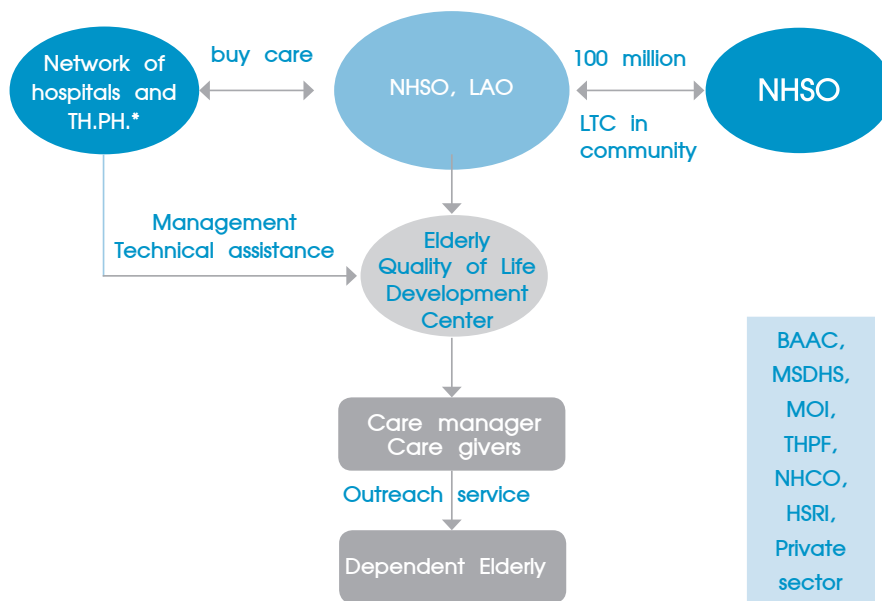 Network of
hospitals and
TH.PH.*
buy care
NHSO, LAO
100 million
LTC in
community
NHSO
Management
Technical assistance
Elderly
Quality of Life
Development
Center
Care manager
Care givers
Outreach service
Dependent Elderly
BAAC,
MSDHS,
MOI,
THPF,
NHCO,
HSRI,
Private
sector